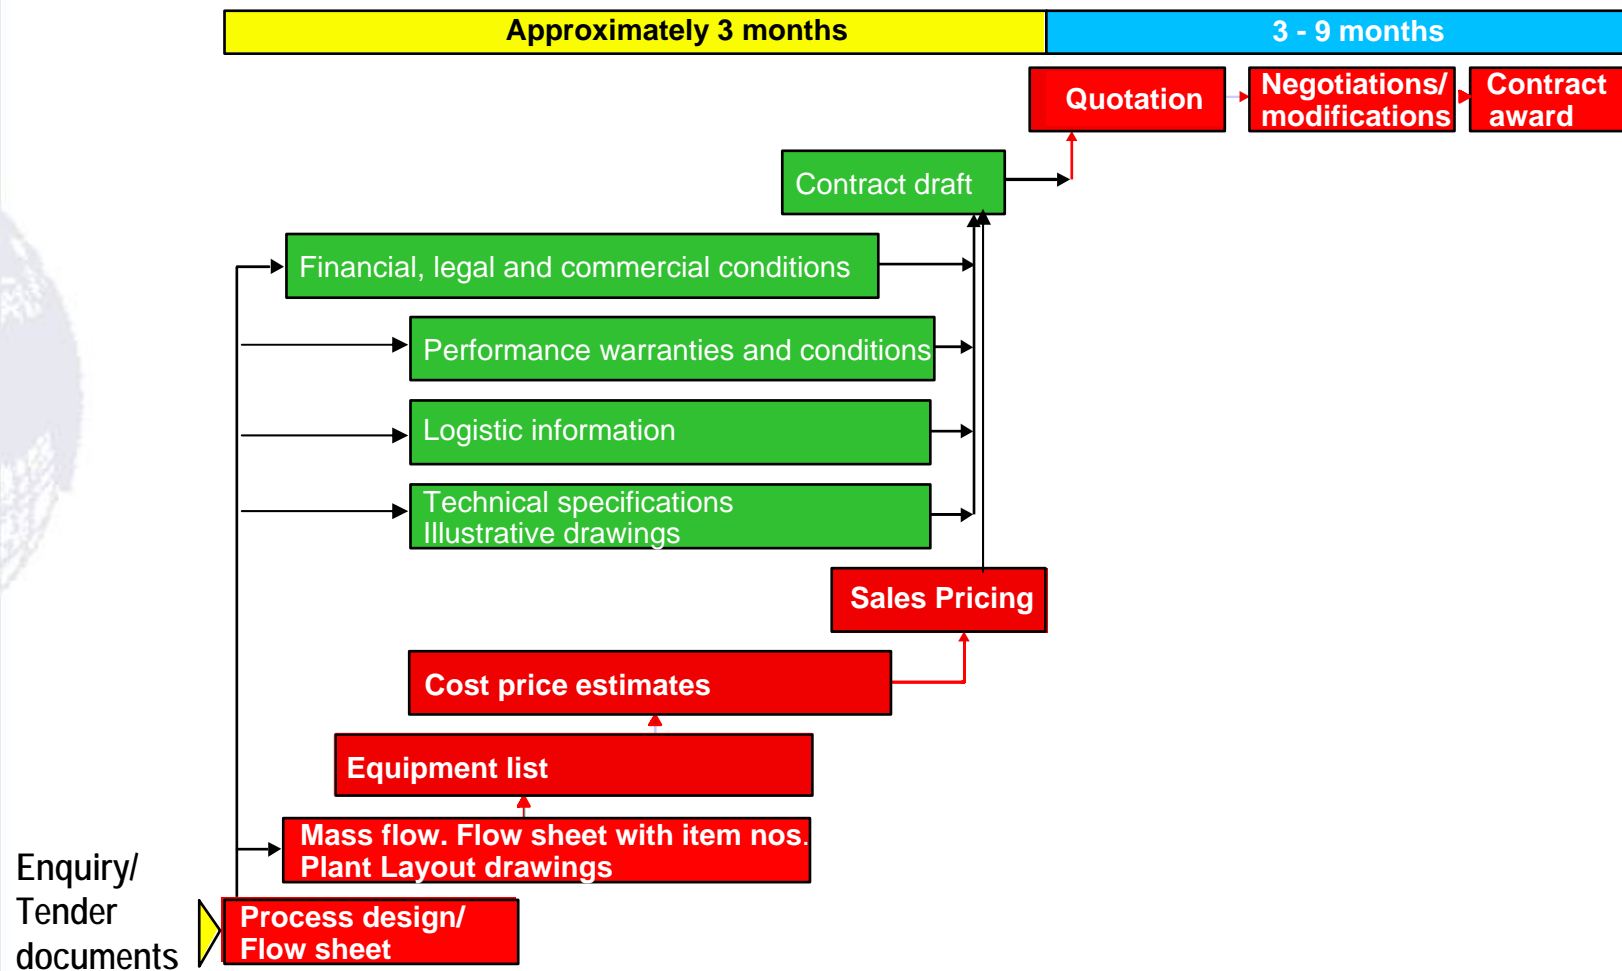 Approximately 3 months
3 - 9 months
Quotation
Negotiations/
modifications
Contract
award
Contract draft
Financial, legal and commercial conditions
Performance warranties and conditions
Logistic information
Technical specifications
Illustrative drawings
Sales Pricing
Cost price estimates
Equipment list
Mass flow. Flow sheet with item nos.
Plant Layout drawings
Enquiry/
Tender
documents
Process design/
Flow sheet